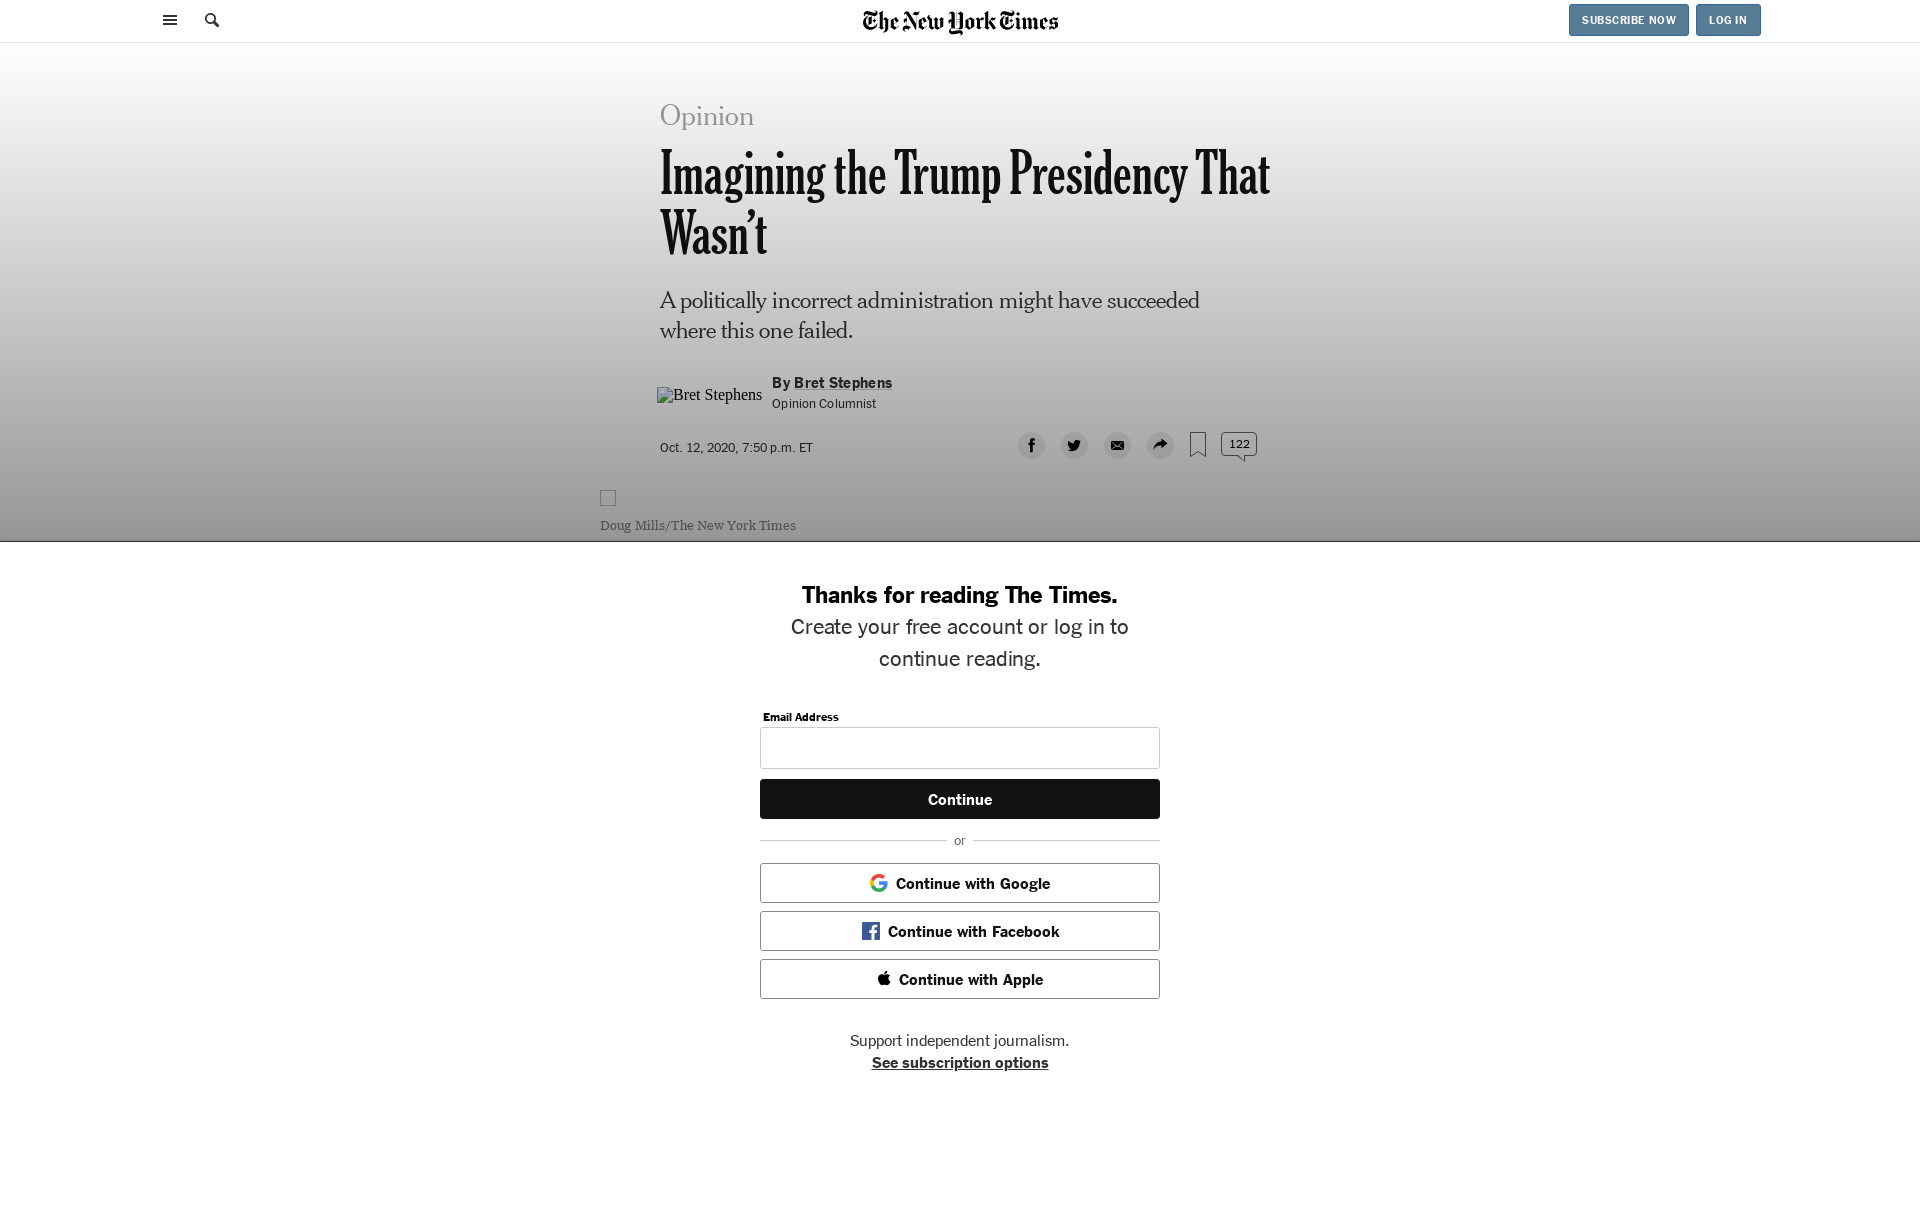 The New York Times
SUBSCRIBE NOW
LOG IN
Opinion
Imagining the Trump Presidency That
Wasn’t
A politically incorrect administration might have succeeded
where this one failed.
Bret Stephens
By Bret Stephens
Opinion Columnist
Oct. 12, 2020, 7:50 p.m. ET
122
Doug Mills/The New York Times
Thanks for reading The Times.
Create your free account or log in to
continue reading.
Email Address
Continue
or
Continue with Google
Continue with Facebook
Continue with Apple
Support independent journalism.
See subscription options